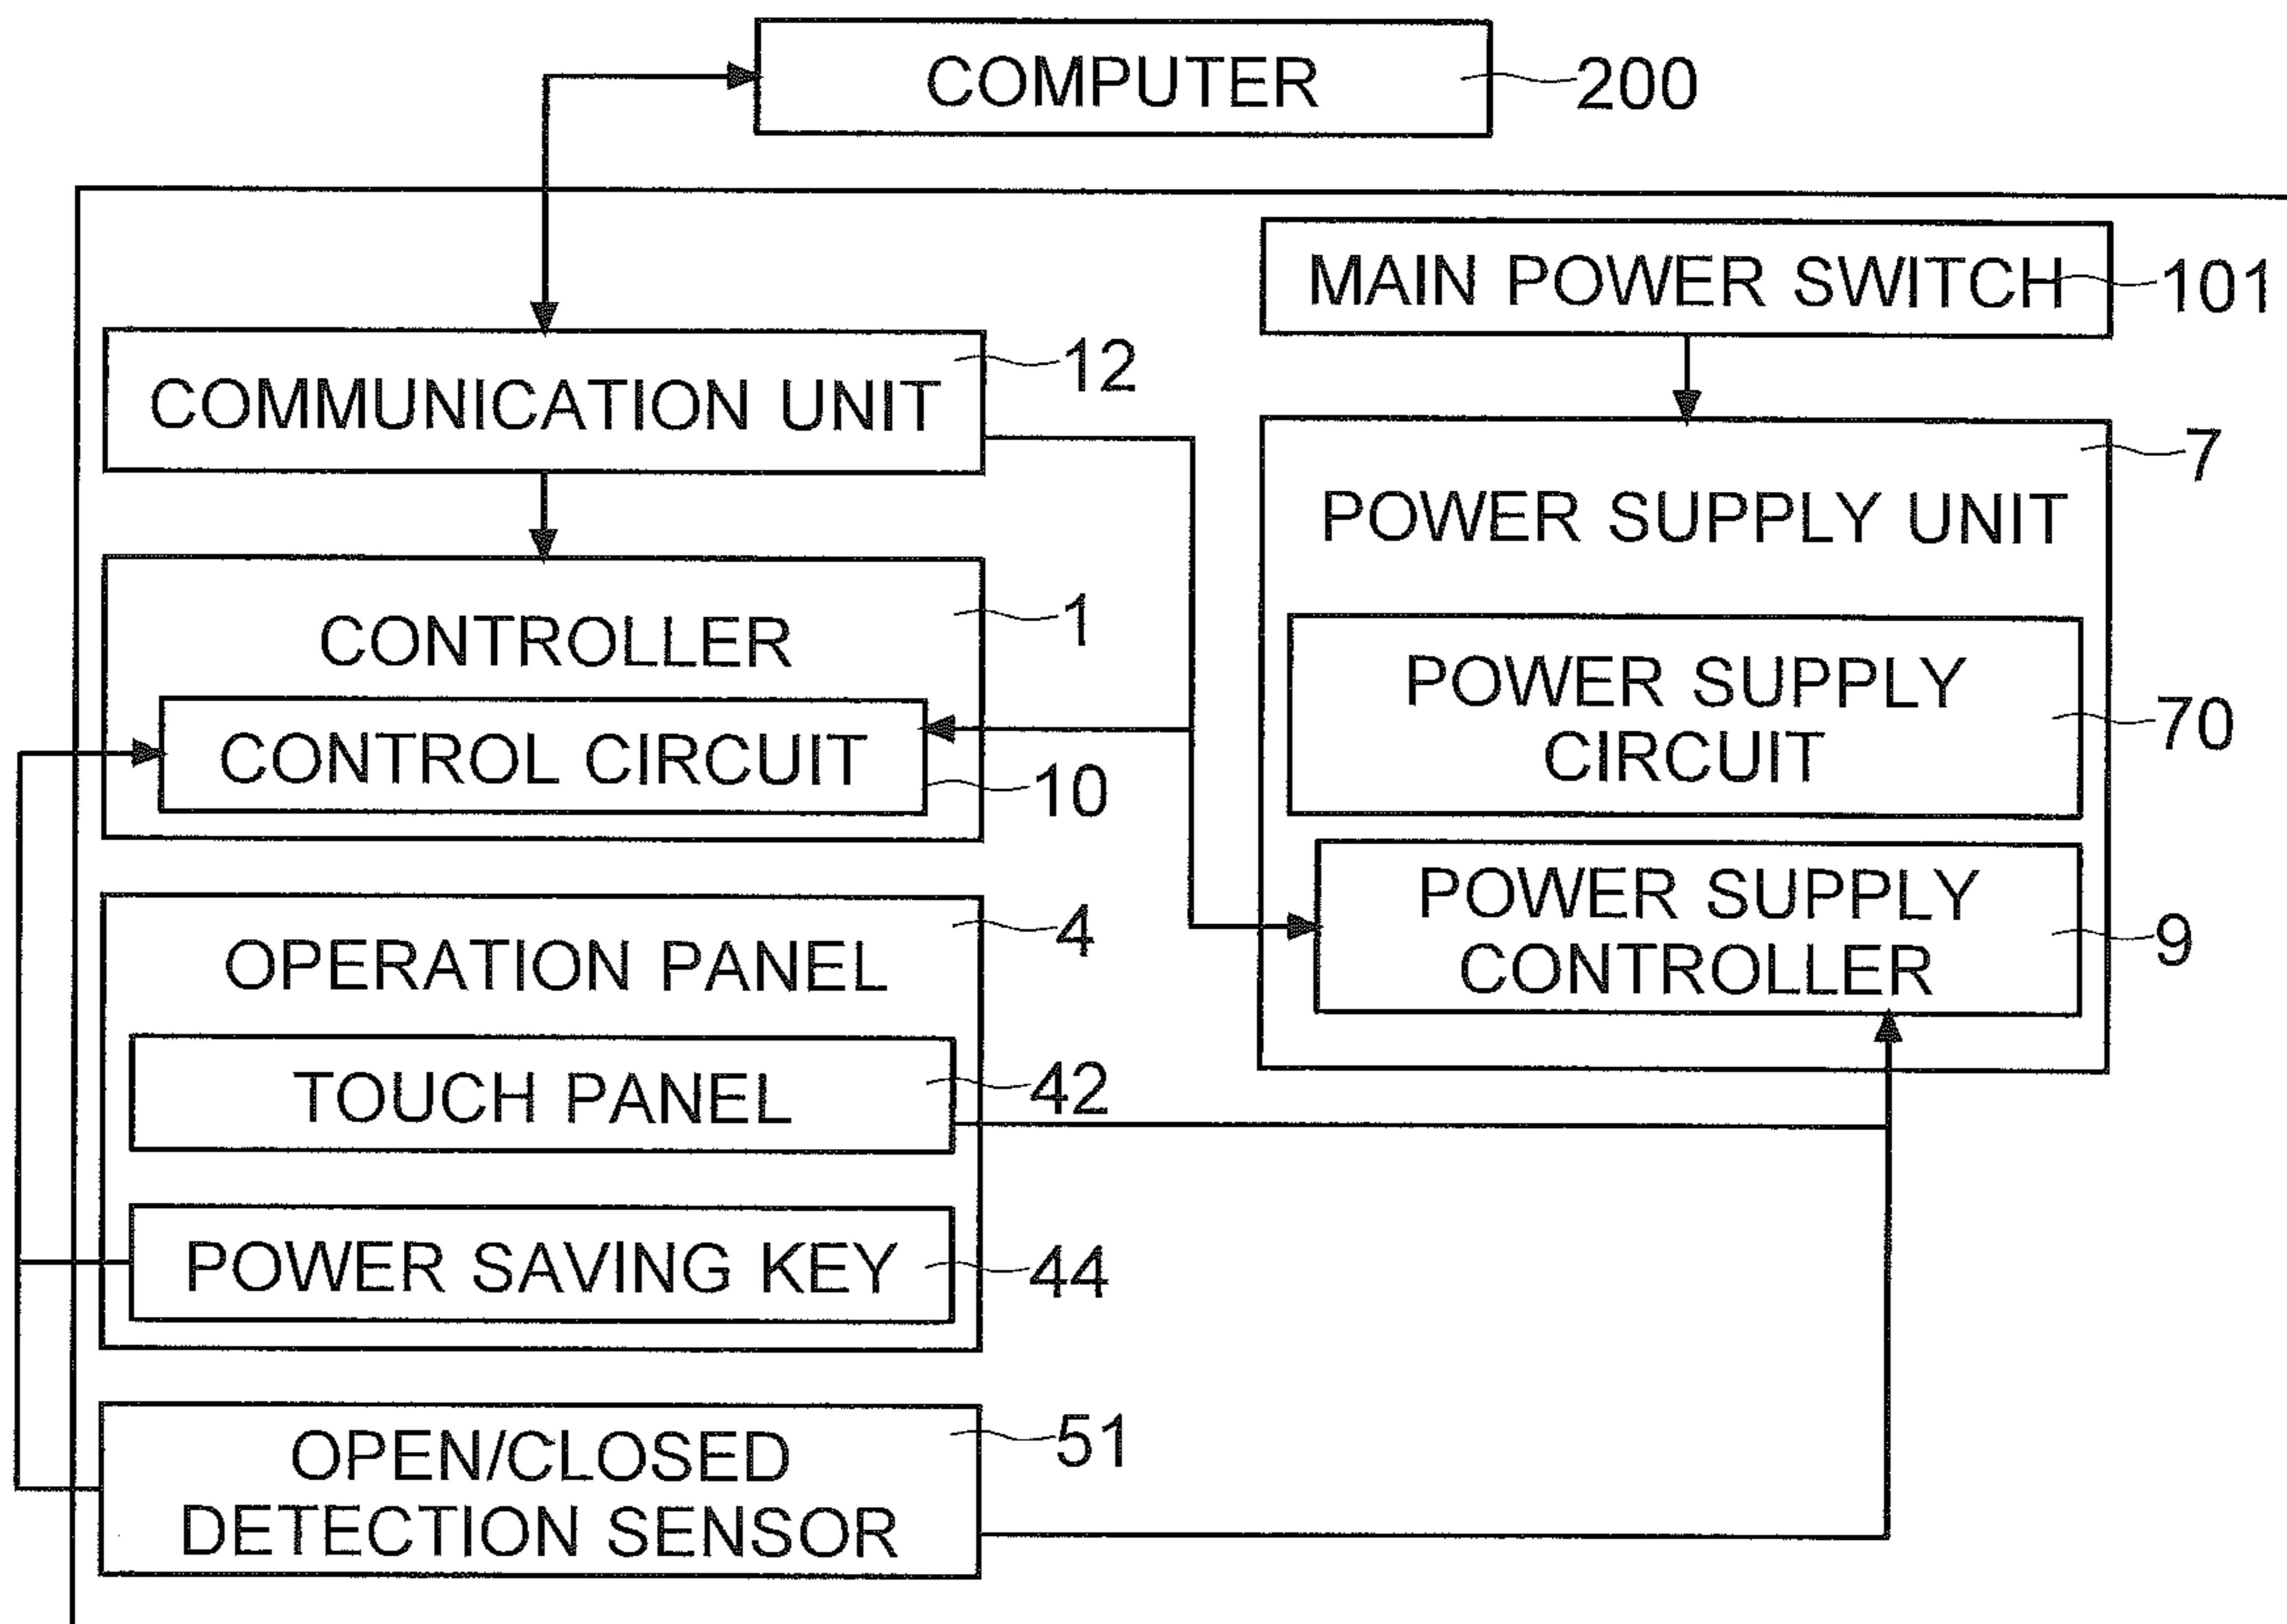 COMPUTER 200
MAIN POWER SWITCH 101
COMMUNICATION UNIT 12
POWER SUPPLY UNIT 7
CONTROLLER 1
POWER SUPPLY
CIRCUIT 70
CONTROL CIRCUIT 10
POWER SUPPLY
CONTROLLER 9
OPERATION PANEL 4
TOUCH PANEL 42
POWER SAVING KEY 44
OPEN/CLOSED 51
DETECTION SENSOR